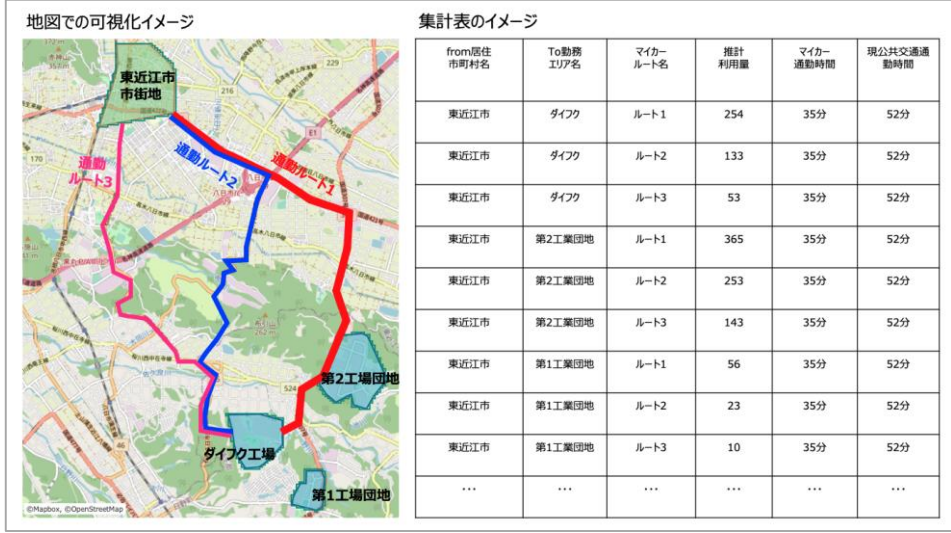 地図での可視化イメージ
集計表のイメージ
東近江市
市街地
229
216
E1
170
通勤
ルート3
通勤ルート2
通勤ルート1
524
第2工場団地
ダイフク工場
第1工場団地
©Mapbox, ©OpenStreetMap
from居住
市町村名
To勤務
エリア名
マイカー
ルート名
推計
利用量
マイカー
通勤時間
現公共交通通
勤時間
東近江市 ダイフク ルート1 254 35分 52分
東近江市 ダイフク ルート2 133 35分 52分
東近江市 ダイフク ルート3 53 35分 52分
東近江市 第2工業団地 ルート1 365 35分 52分
東近江市 第2工業団地 ルート2 253 35分 52分
東近江市 第2工業団地 ルート3 143 35分 52分
東近江市 第1工業団地 ルート1 56 35分 52分
東近江市 第1工業団地 ルート2 23 35分 52分
東近江市 第1工業団地 ルート3 10 35分 52分
... ... ... ... ... ...